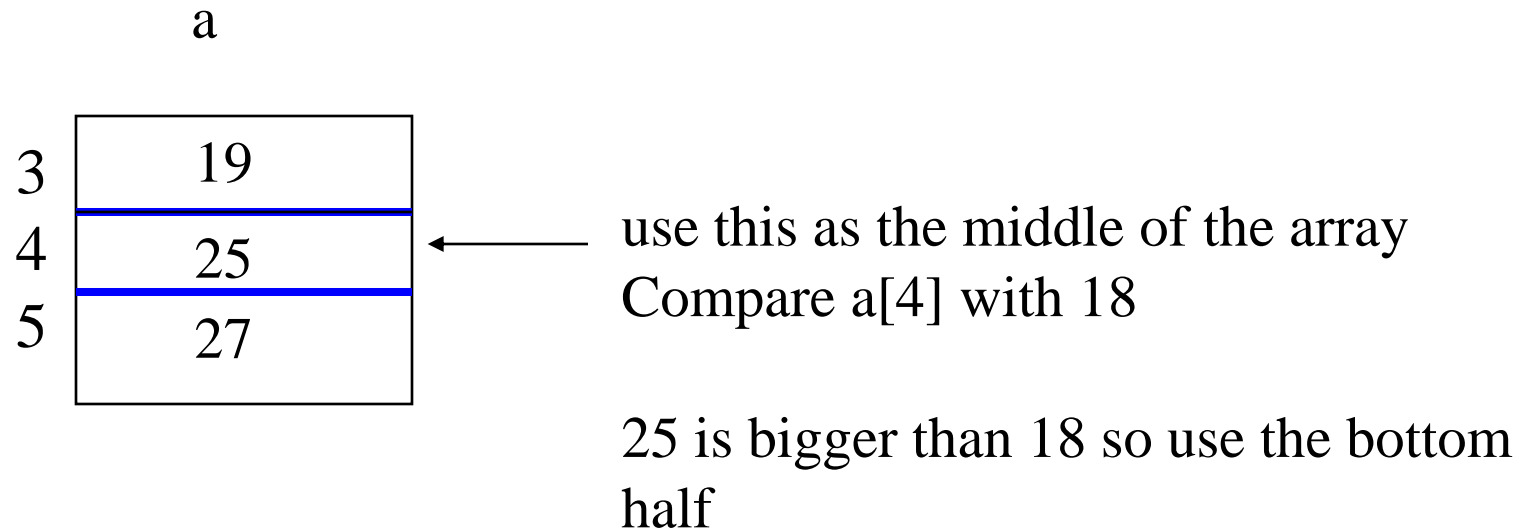 a
3 19
4 25
5 27
use this as the middle of the array
Compare a[4] with 18
25 is bigger than 18 so use the bottom
half